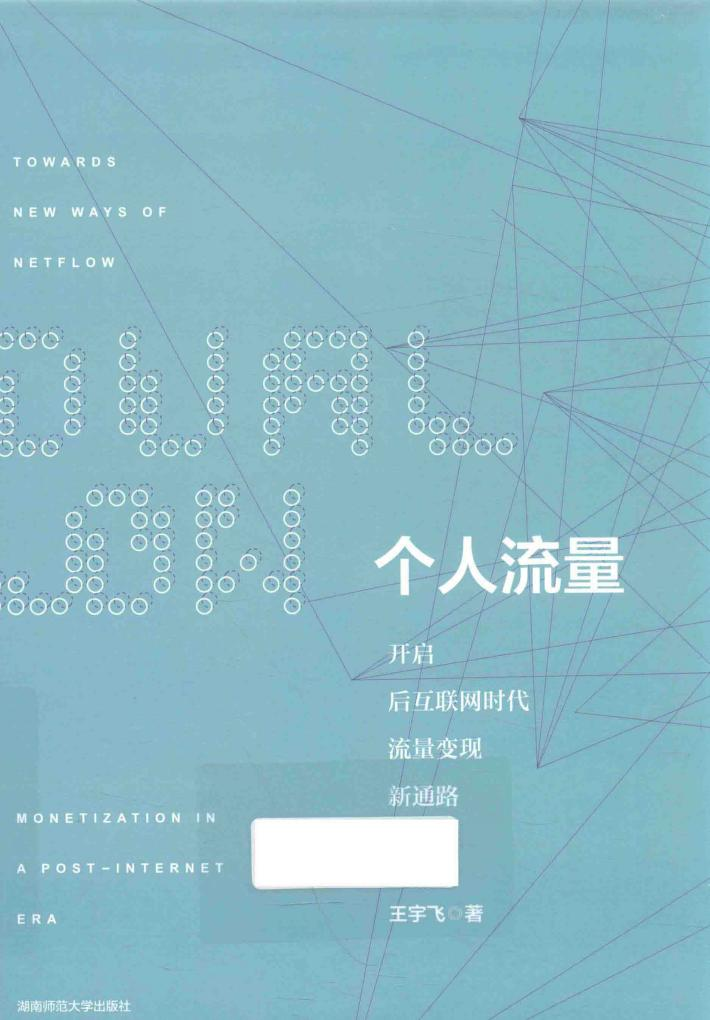 TOWARDS
NEW WAYS OF
NETFLOW
DUAL
LOW
个人流量
开启
后互联网时代
流量变现
新通路
MONETIZATION IN
A POST-INTERNET
ERA
王宇飞◎著
湖南师范大学出版社